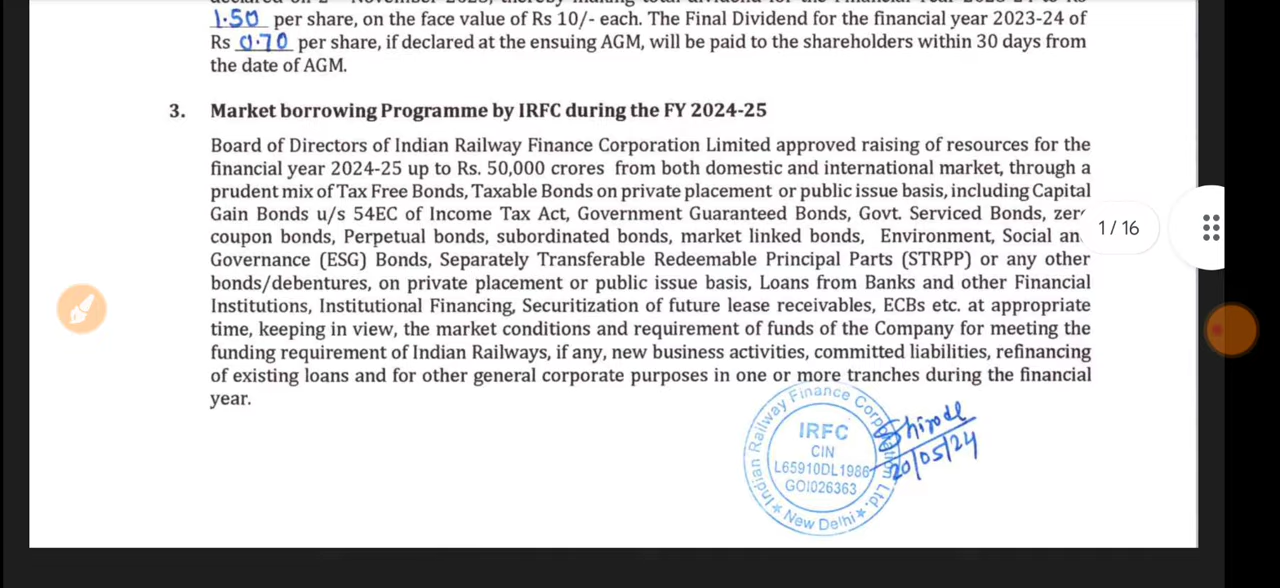 1.50 per share, on the face value of Rs 10/- each. The Final Dividend for the financial year 2023-24 of
Rs 0.70 per share, if declared at the ensuing AGM, will be paid to the shareholders within 30 days from
the date of AGM.
3. Market borrowing Programme by IRFC during the FY 2024-25
Board of Directors of Indian Railway Finance Corporation Limited approved raising of resources for the
financial year 2024-25 up to Rs. 50,000 crores from both domestic and international market, through a
prudent mix of Tax Free Bonds, Taxable Bonds on private placement or public issue basis, including Capital
Gain Bonds u/s 54EC of Income Tax Act, Government Guaranteed Bonds, Govt. Serviced Bonds, zer
coupon bonds, Perpetual bonds, subordinated bonds, market linked bonds, Environment, Social an
Governance (ESG) Bonds, Separately Transferable Redeemable Principal Parts (STRPP) or any other
bonds/debentures, on private placement or public issue basis, Loans from Banks and other Financial
Institutions, Institutional Financing, Securitization of future lease receivables, ECBs etc. at appropriate
time, keeping in view, the market conditions and requirement of funds of the Company for meeting the
funding requirement of Indian Railways, if any, new business activities, committed liabilities, refinancing
of existing loans and for other general corporate purposes in one or more tranches during the financial
year.
1 / 16
Indian Railway Finance Corporation Ltd.
IRFC
CIN
L65910DL1986
GOI026363
* New Delhi *
20/05/24